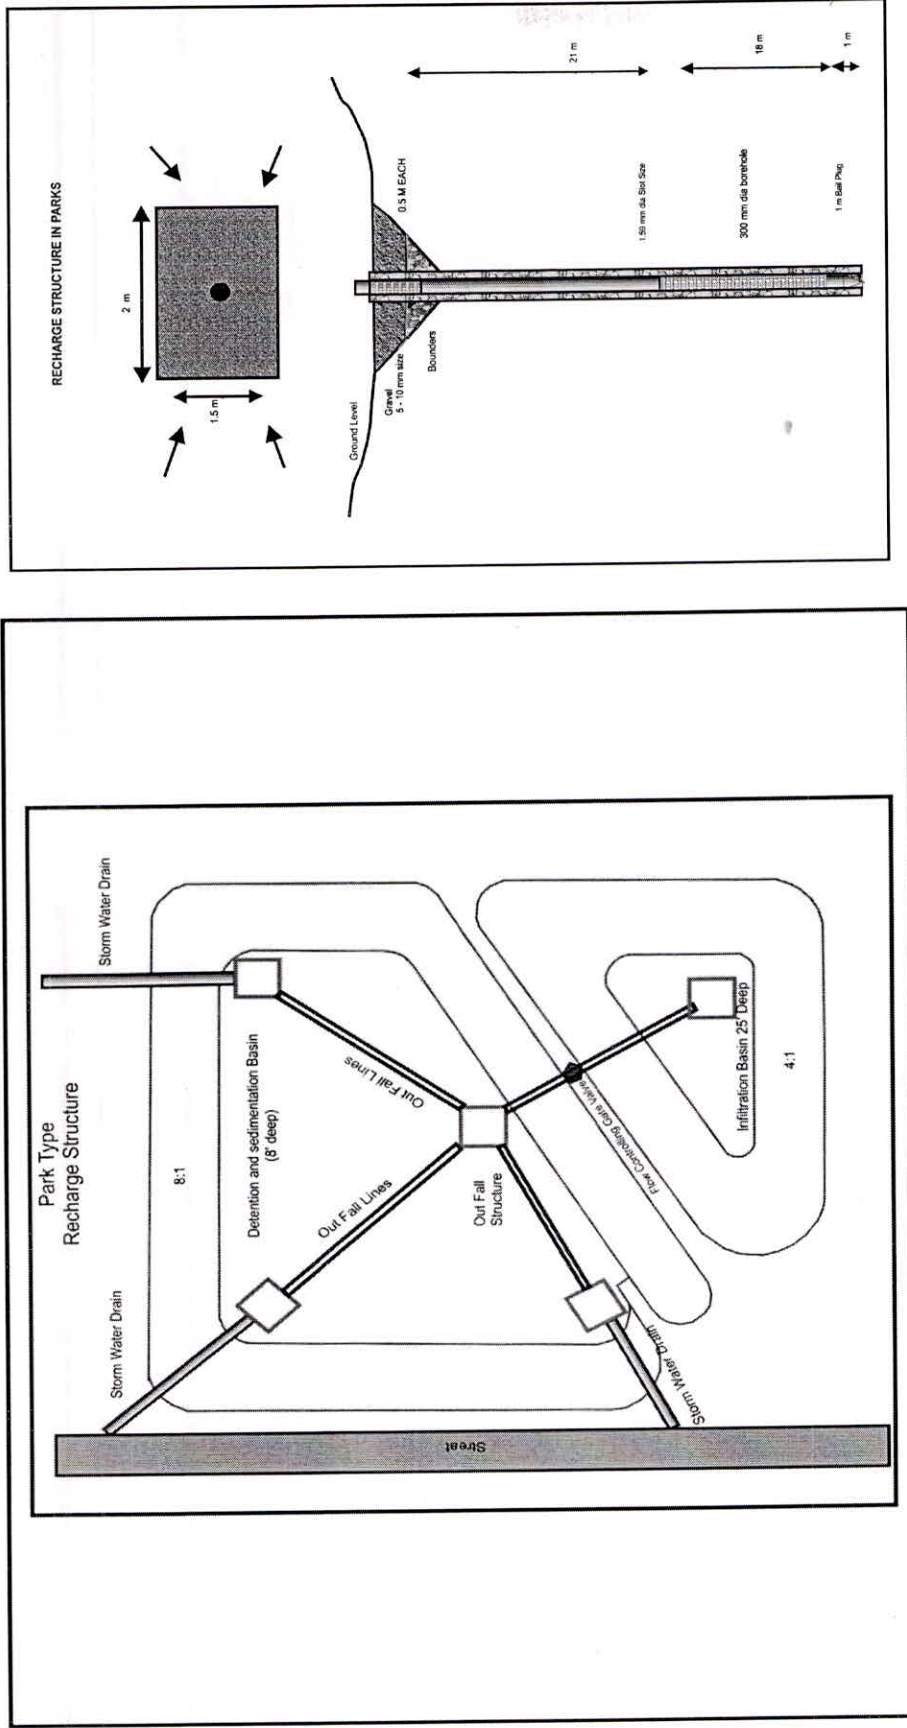 Park Type
Recharge Structure
Storm Water Drain
Storm Water Drain
8:1
Detention and sedimentation Basin
(8' deep)
Out Fall Lines
Out Fall Lines
Out Fall
Structure
Flow Controlling Gate Valve
Storm Water Drain
Infiltration Basin 25' Deep
4:1
Streat
RECHARGE STRUCTURE IN PARKS
2 m
1.5 m
Ground Level
Gravel
5 - 10 mm size
0.5 M EACH
Bounders
21 m
1.59 mm dia Slot Size
18 m
300 mm dia borehole
1 m
1 m Bail Plug